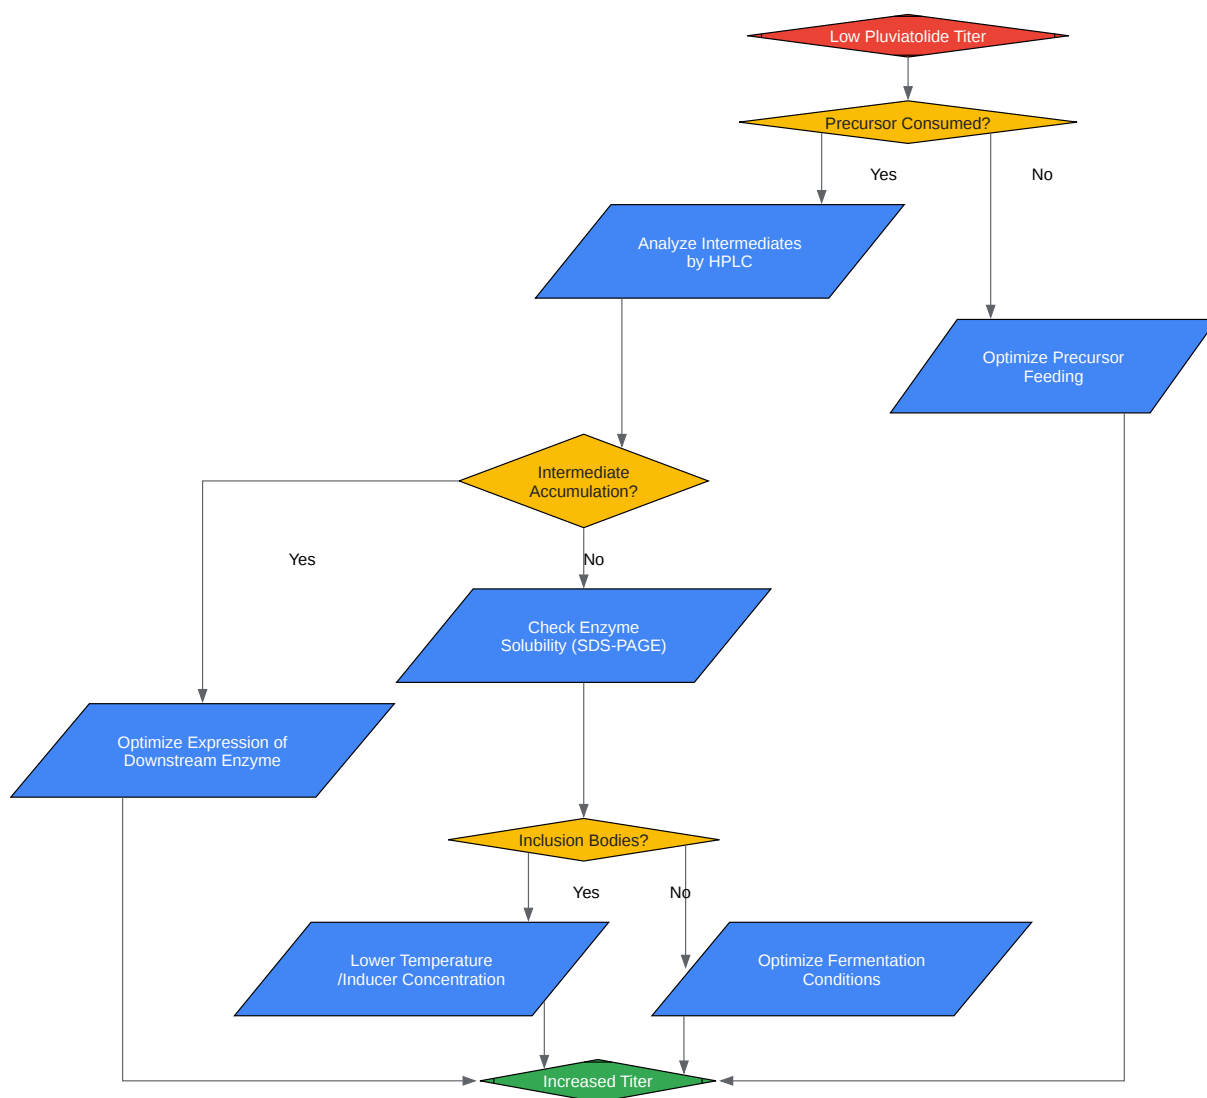 Low Pluviatolide Titer
Precursor Consumed?
Yes
No
Analyze Intermediates
by HPLC
Optimize Precursor
Feeding
Intermediate
Accumulation?
Yes
No
Check Enzyme
Solubility (SDS-PAGE)
Optimize Expression of
Downstream Enzyme
Inclusion Bodies?
Yes
No
Lower Temperature
/Inducer Concentration
Optimize Fermentation
Conditions
Increased Titer